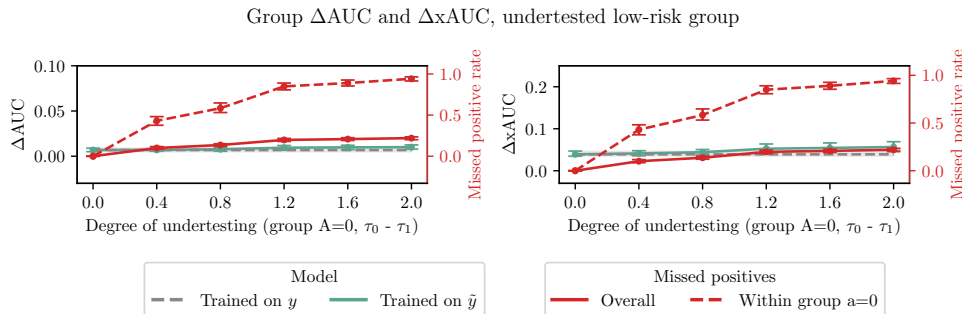 Group ΔAUC and ΔxAUC, undertested low-risk group
ΔAUC
0.10
0.05
0.00
0.0 0.4 0.8 1.2 1.6 2.0
Degree of undertesting (group A=0, τ₀ - τ₁)
1.0
0.5
0.0
Missed positive rate
ΔxAUC
0.2
0.1
0.0
0.0 0.4 0.8 1.2 1.6 2.0
Degree of undertesting (group A=0, τ₀ - τ₁)
1.0
0.5
0.0
Missed positive rate
Model
Trained on y
Trained on ỹ
Missed positives
Overall
Within group a=0